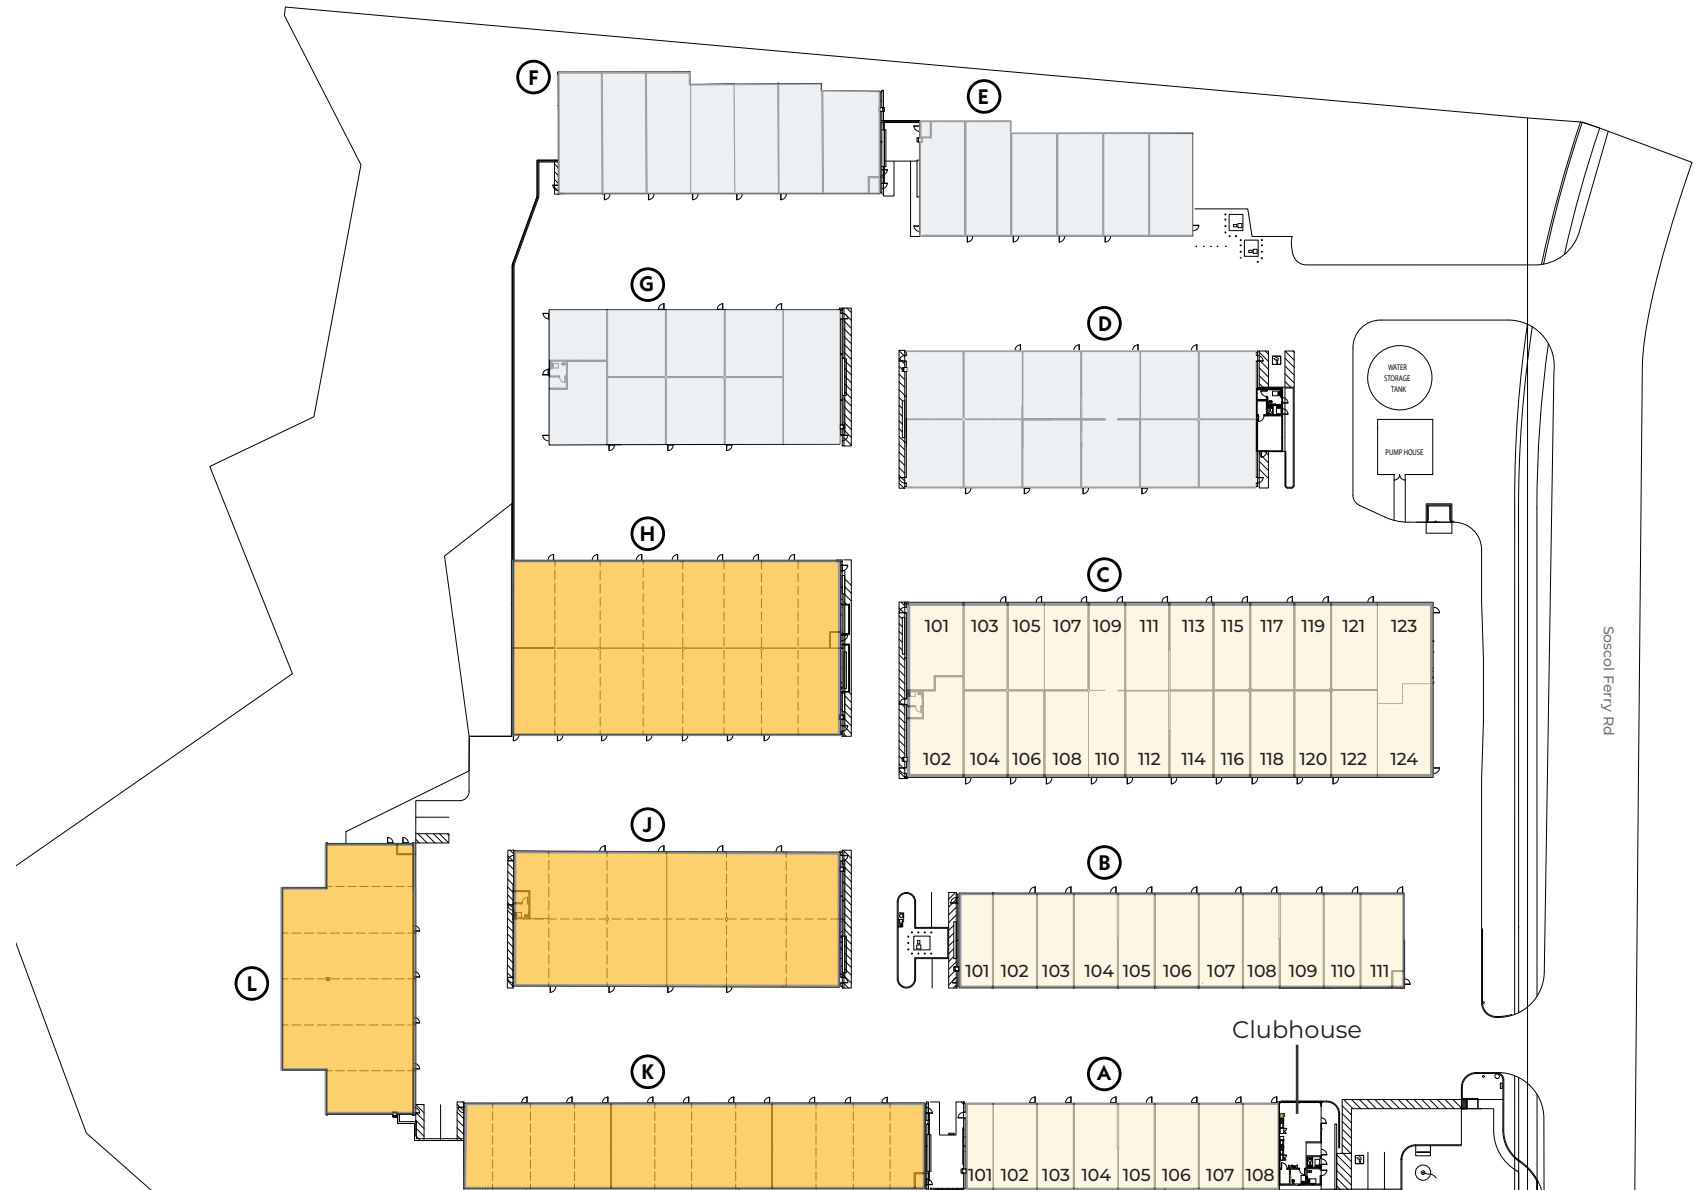 F
E
G
D
WATER
STORAGE
TANK
PUMP HOUSE
H
C
101 103 105 107 109 111 113 115 117 119 121 123
Soscol Ferry Rd
102 104 106 108 110 112 114 116 118 120 122 124
J
B
101 102 103 104 105 106 107 108 109 110 111
L
Clubhouse
K
A
101 102 103 104 105 106 107 108